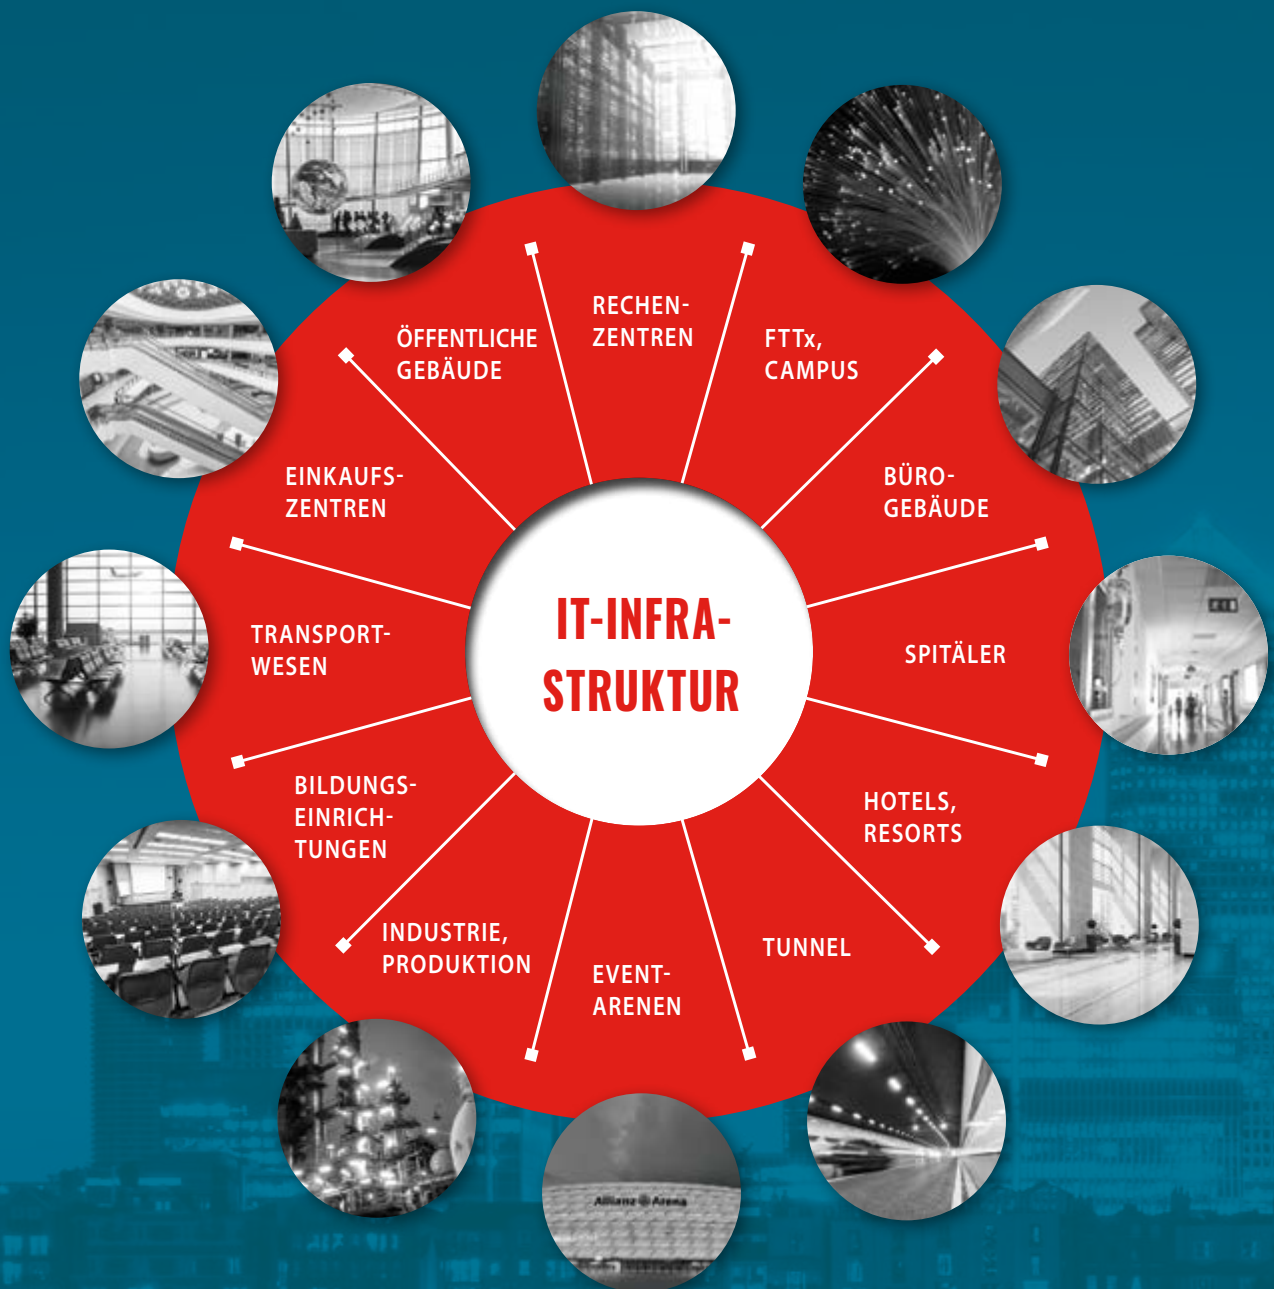 RECHEN-
ZENTREN
FTTx,
CAMPUS
BÜRO-
GEBÄUDE
SPITÄLER
HOTELS,
RESORTS
TUNNEL
EVENT-
ARENEN
INDUSTRIE,
PRODUKTION
BILDUNGS-
EINRICH-
TUNGEN
TRANSPORT-
WESEN
EINKAUFS-
ZENTREN
ÖFFENTLICHE
GEBÄUDE
IT-INFRA-
STRUKTUR
Allianz Arena